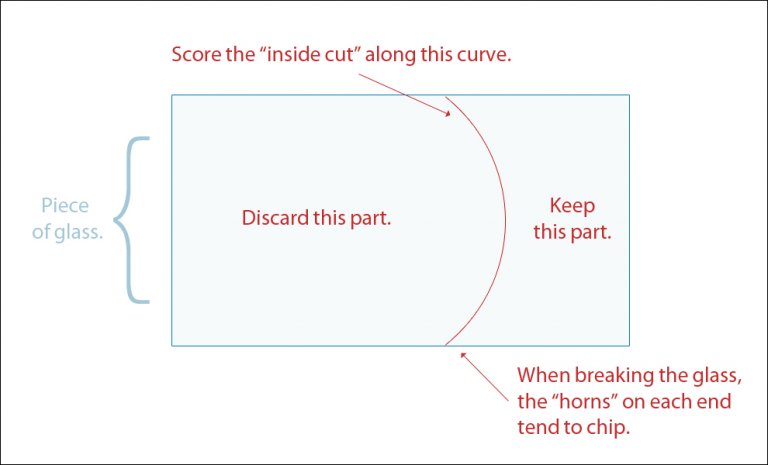 Score the “inside cut” along this curve.
Piece
of glass.
Discard this part.
Keep
this part.
When breaking the glass,
the “horns” on each end
tend to chip.